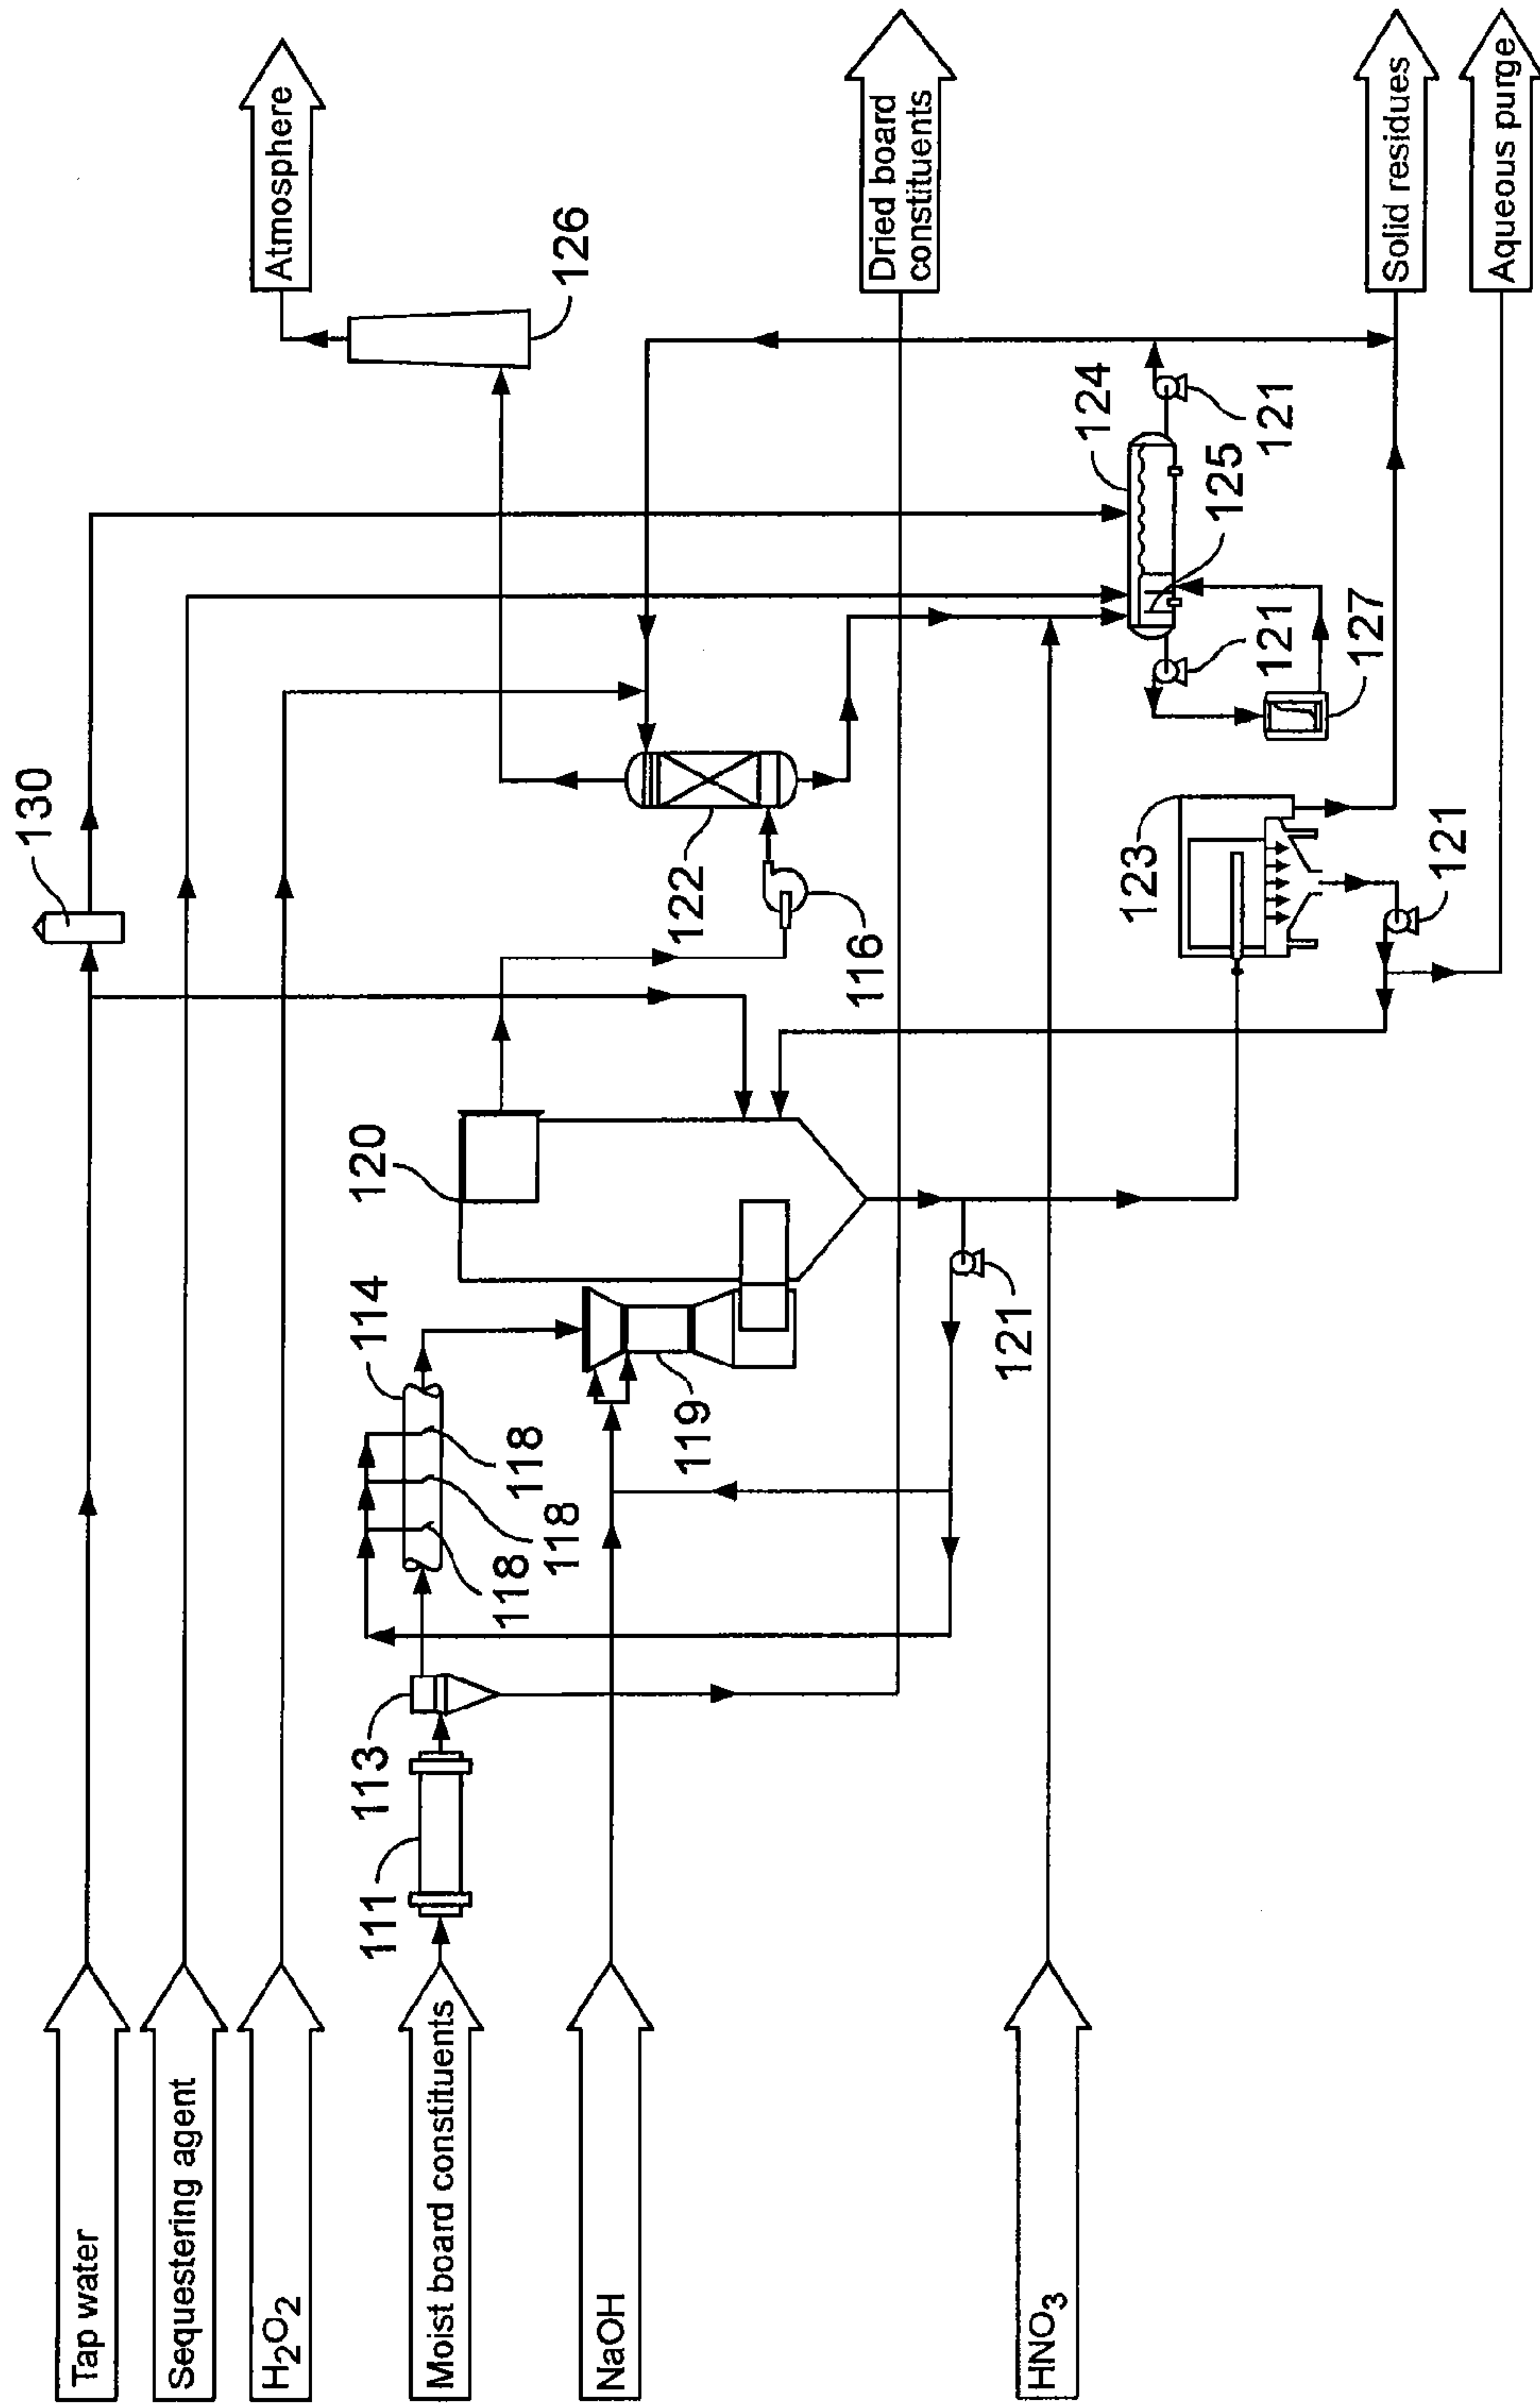 Tap water
Sequestering agent
H2O2
Moist board constituents
NaOH
HNO3
130
111
113
114
118
118
118
119
120
121
116
122
123
121
121
127
125
124
121
126
Atmosphere
Dried board
constituents
Solid residues
Aqueous purge